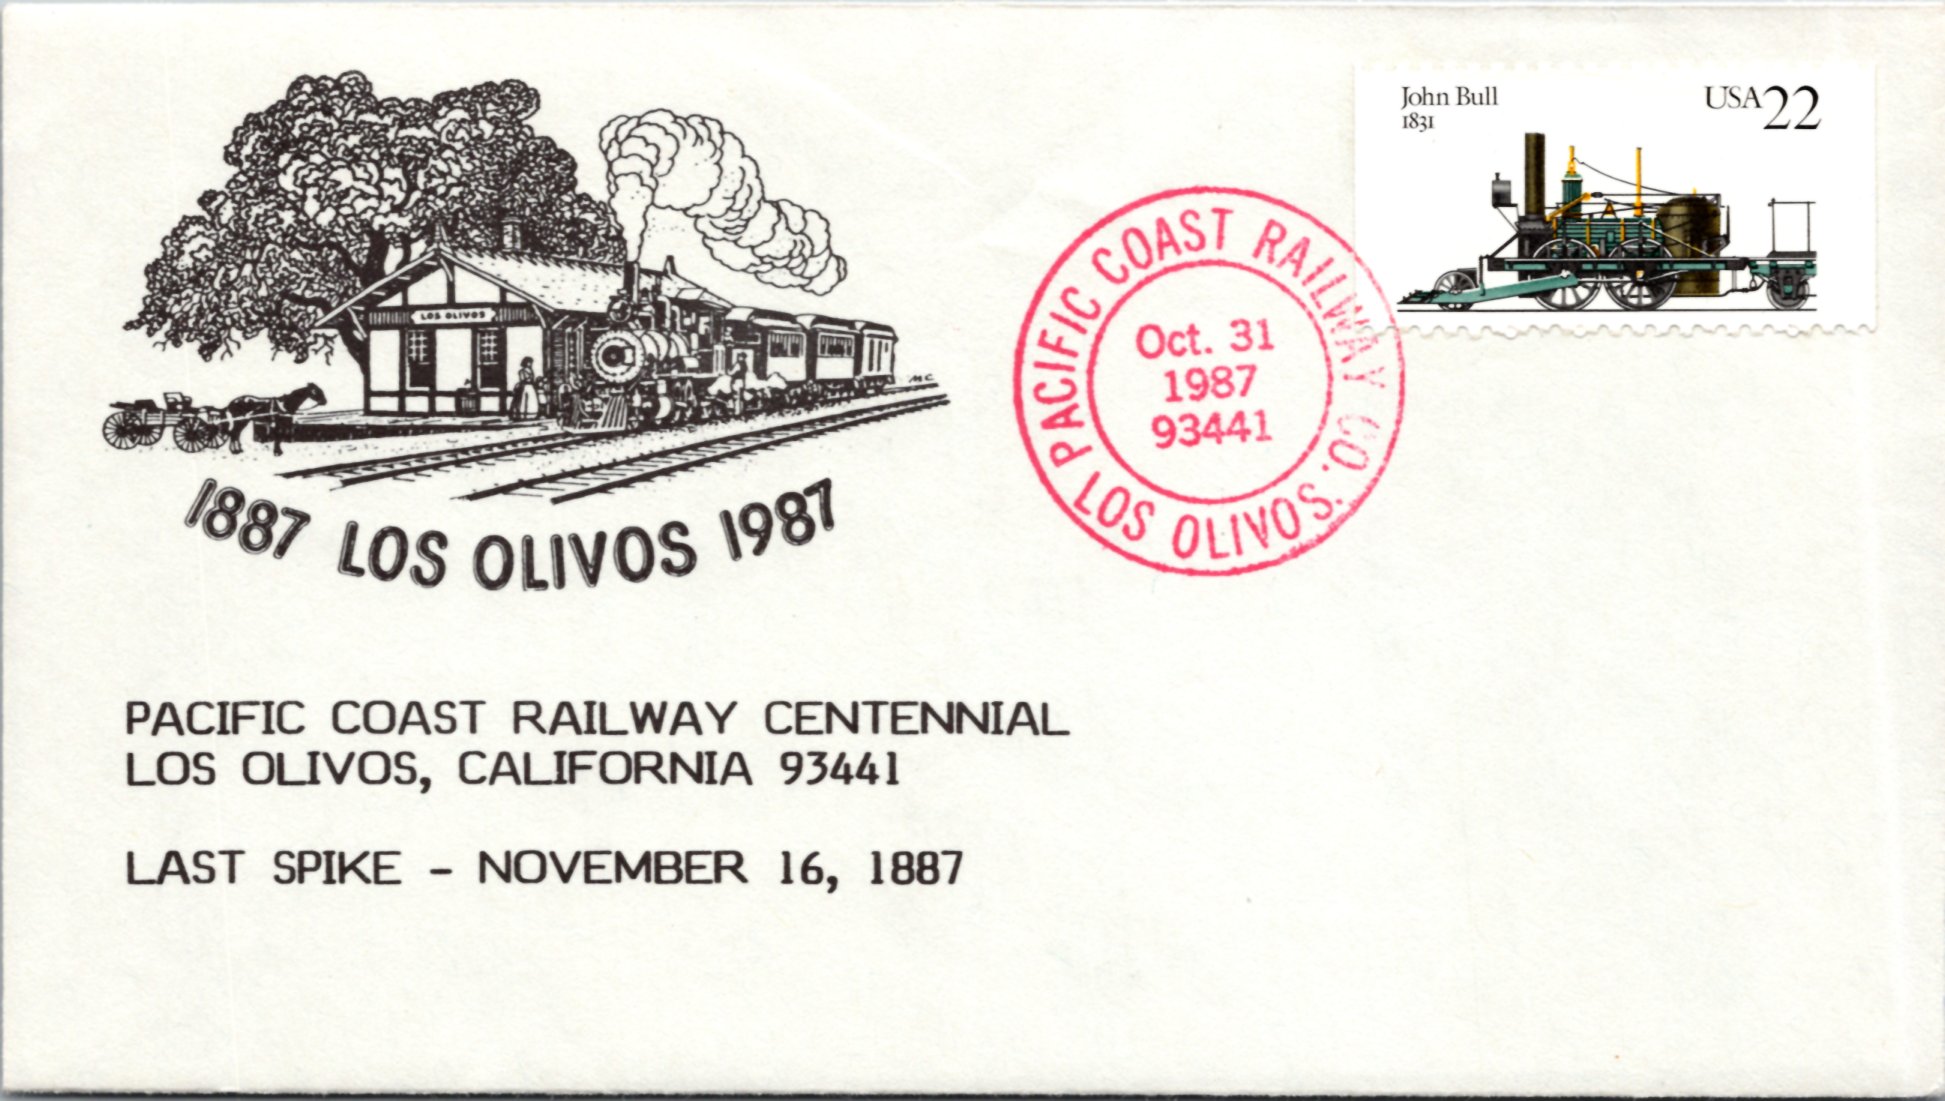 John Bull
1831
USA22
LOS OLIVOS
MC
1887 LOS OLIVOS 1987
PACIFIC COAST RAILWAY CO.
Oct. 31
1987
93441
LOS OLIVOS.
PACIFIC COAST RAILWAY CENTENNIAL
LOS OLIVOS, CALIFORNIA 93441
LAST SPIKE - NOVEMBER 16, 1887